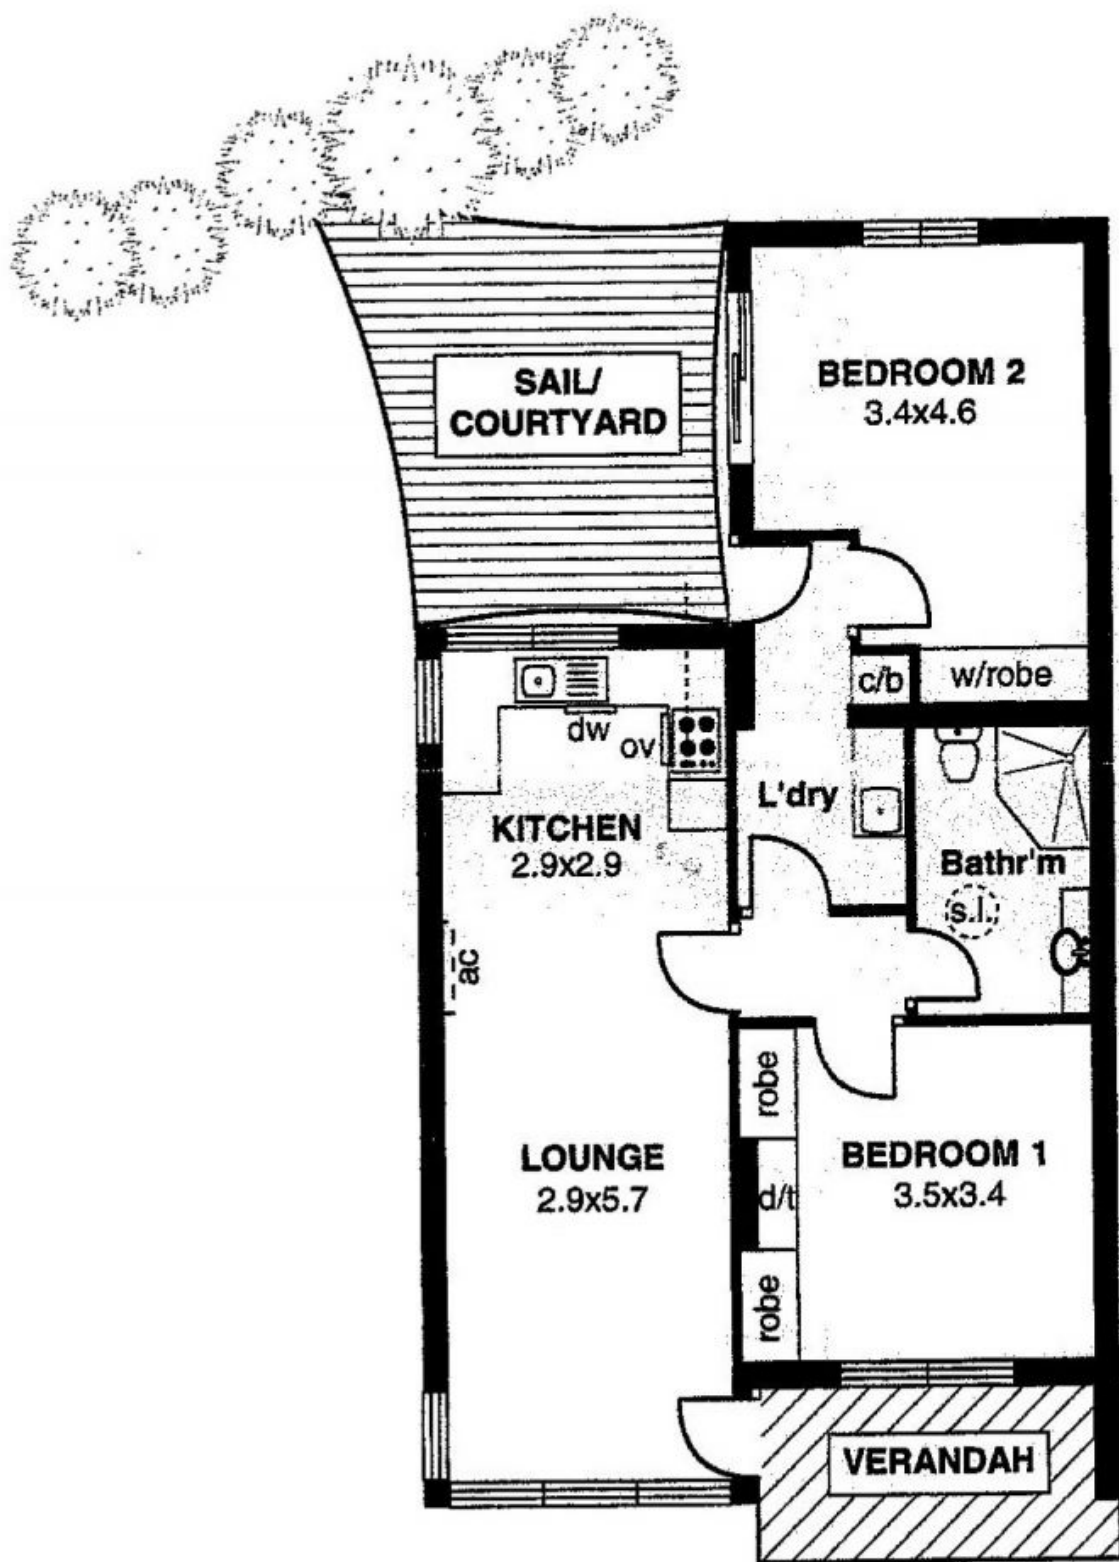 SAIL/
COURTYARD
BEDROOM 2
3.4x4.6
c/b
w/robe
dw
ov
L'dry
KITCHEN
2.9x2.9
Bathr'm
s.l.
ac
robe
LOUNGE
2.9x5.7
d/t
BEDROOM 1
3.5x3.4
robe
VERANDAH